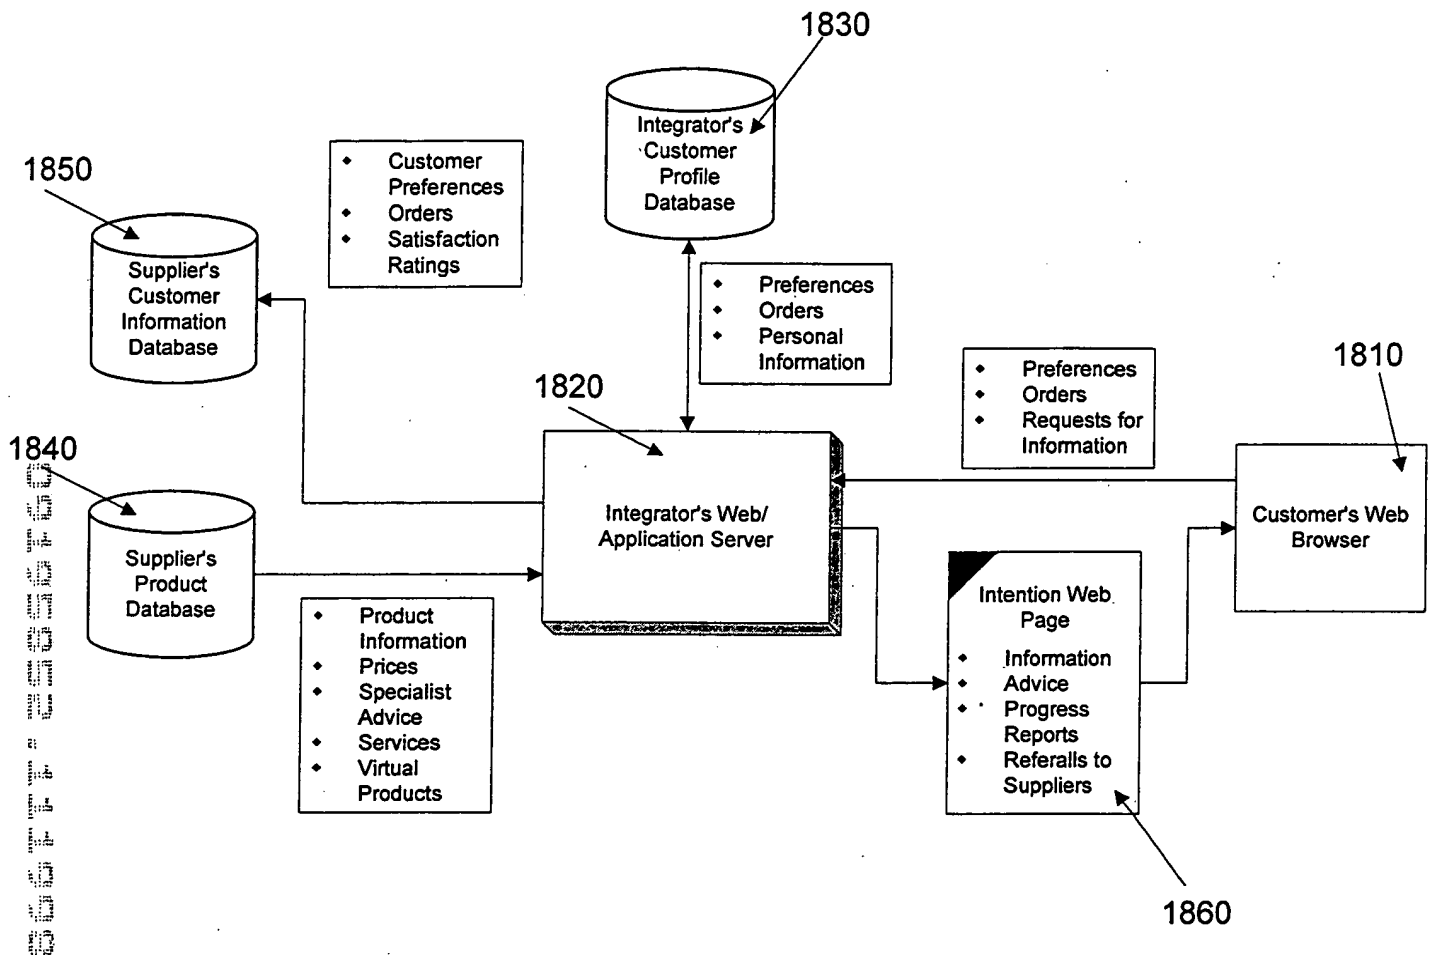 1830
Integrator's
Customer
Profile
Database
1850
Customer
Preferences
Orders
Satisfaction
Ratings
Supplier's
Customer
Information
Database
Preferences
Orders
Personal
Information
1820
1810
Preferences
Orders
Requests for
Information
1840
Supplier's
Product
Database
Integrator's Web/
Application Server
Customer's Web
Browser
Product
Information
Prices
Specialist
Advice
Services
Virtual
Products
Intention Web
Page
Information
Advice
Progress
Reports
Referalls to
Suppliers
1860